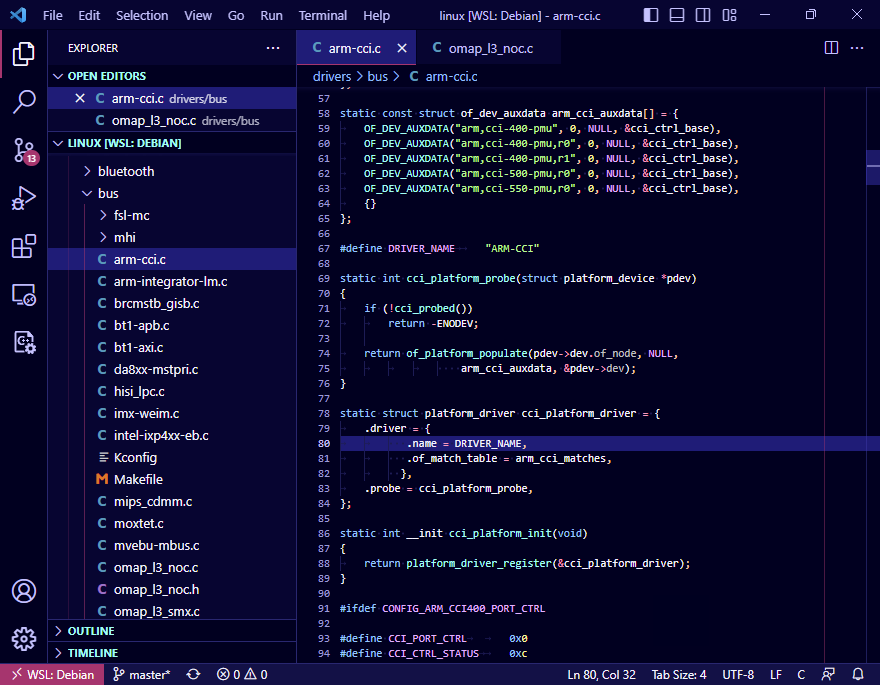 File Edit Selection View Go Run Terminal Help linux [WSL: Debian] - arm-cci.c
EXPLORER
OPEN EDITORS
arm-cci.c drivers/bus
omap_l3_noc.c drivers/bus
LINUX [WSL: DEBIAN]
bluetooth
bus
fsl-mc
mhi
arm-cci.c
arm-integrator-lm.c
brcmstb_gisb.c
bt1-apb.c
bt1-axi.c
da8xx-mstpri.c
hisi_lpc.c
imx-weim.c
intel-ixp4xx-eb.c
Kconfig
Makefile
mips_cdmm.c
moxtet.c
mvebu-mbus.c
omap_l3_noc.c
omap_l3_noc.h
omap_l3_smx.c
OUTLINE
TIMELINE
13
arm-cci.c omap_l3_noc.c
drivers > bus > C arm-cci.c
57
58 static const struct of_dev_auxdata arm_cci_auxdata[] = {
59 OF_DEV_AUXDATA("arm,cci-400-pmu", 0, NULL, &cci_ctrl_base),
60 OF_DEV_AUXDATA("arm,cci-400-pmu,r0", 0, NULL, &cci_ctrl_base),
61 OF_DEV_AUXDATA("arm,cci-400-pmu,r1", 0, NULL, &cci_ctrl_base),
62 OF_DEV_AUXDATA("arm,cci-500-pmu,r0", 0, NULL, &cci_ctrl_base),
63 OF_DEV_AUXDATA("arm,cci-550-pmu,r0", 0, NULL, &cci_ctrl_base),
64 {}
65 };
66
67 #define DRIVER_NAME "ARM-CCI"
68
69 static int cci_platform_probe(struct platform_device *pdev)
70 {
71 if (!cci_probed())
72 return -ENODEV;
73
74 return of_platform_populate(pdev->dev.of_node, NULL,
75 arm_cci_auxdata, &pdev->dev);
76 }
77
78 static struct platform_driver cci_platform_driver = {
79 .driver = {
80 .name = DRIVER_NAME,
81 .of_match_table = arm_cci_matches,
82 },
83 .probe = cci_platform_probe,
84 };
85
86 static int __init cci_platform_init(void)
87 {
88 return platform_driver_register(&cci_platform_driver);
89 }
90
91 #ifdef CONFIG_ARM_CCI400_PORT_CTRL
92
93 #define CCI_PORT_CTRL 0x0
94 #define CCI_CTRL_STATUS 0xc
WSL: Debian master* 0 0 Ln 80, Col 32 Tab Size: 4 UTF-8 LF C